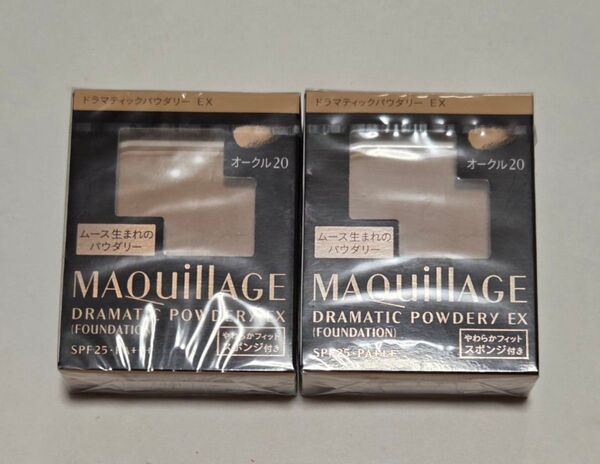 ドラマティックパウダリー EX
オークル20
ムース生まれの
パウダリー
MAQuillAGE
DRAMATIC POWDERY EX
(FOUNDATION)
SPF25・PA+++
やわらかフィット
スポンジ付き
ドラマティックパウダリー EX
オークル20
ムース生まれの
パウダリー
MAQuillAGE
DRAMATIC POWDERY EX
(FOUNDATION)
SPF25・PA+++
やわらかフィット
スポンジ付き